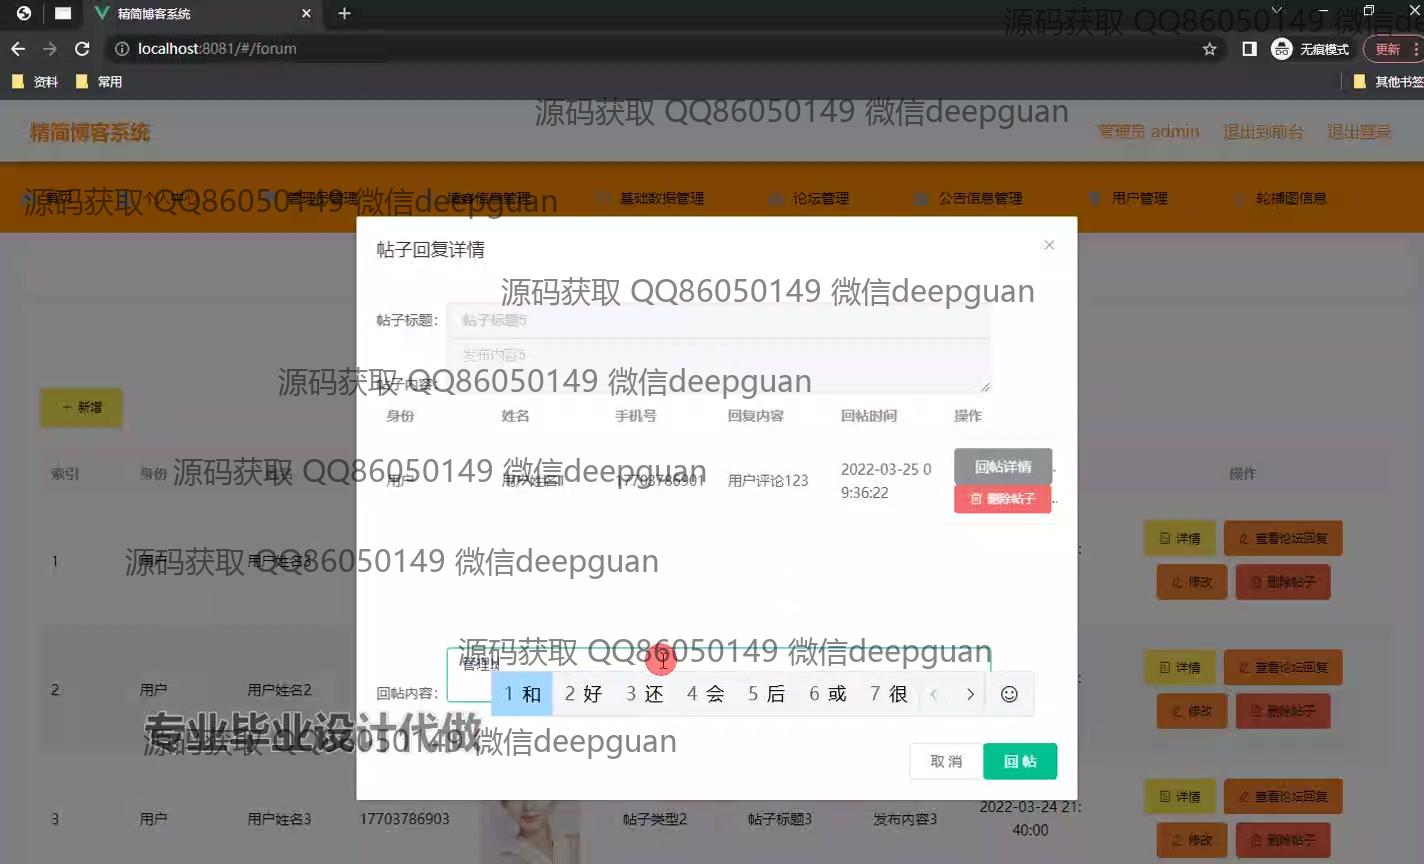 精简博客系统
源码获取 QQ86050149 微信de
localhost:8081/#/forum
无痕模式
更新
资料
常用
其他书签
源码获取 QQ86050149 微信deepguan
精简博客系统
管理员 admin
退出到前台
退出登录
首页
个人中心
管理员管理
博客信息管理
基础数据管理
论坛管理
公告信息管理
用户管理
轮播图信息
源码获取 QQ86050149 微信deepguan
帖子回复详情
源码获取 QQ86050149 微信deepguan
帖子标题:
帖子标题5
发布内容5
帖子内容:
源码获取 QQ86050149 微信deepguan
+ 新增
身份 姓名 手机号 回复内容 回帖时间 操作
索引 身份 姓名 操作
源码获取 QQ86050149 微信deepguan
用户 用户姓名1 17703786901 用户评论123
2022-03-25 0
9:36:22
回帖详情
删除帖子
1 用户 用户姓名3
源码获取 QQ86050149 微信deepguan
详情 查看论坛回复
修改 删除帖子
源码获取 QQ86050149 微信deepguan
管理h
回帖内容:
1 和 2 好 3 还 4 会 5 后 6 或 7 很
2 用户 用户姓名2
详情 查看论坛回复
修改 删除帖子
专业毕业设计代做
源码获取 QQ86050149 微信deepguan
取消
回帖
3 用户 用户姓名3 17703786903 帖子类型2 帖子标题3 发布内容3
2022-03-24 21:
40:00
详情 查看论坛回复
修改 删除帖子